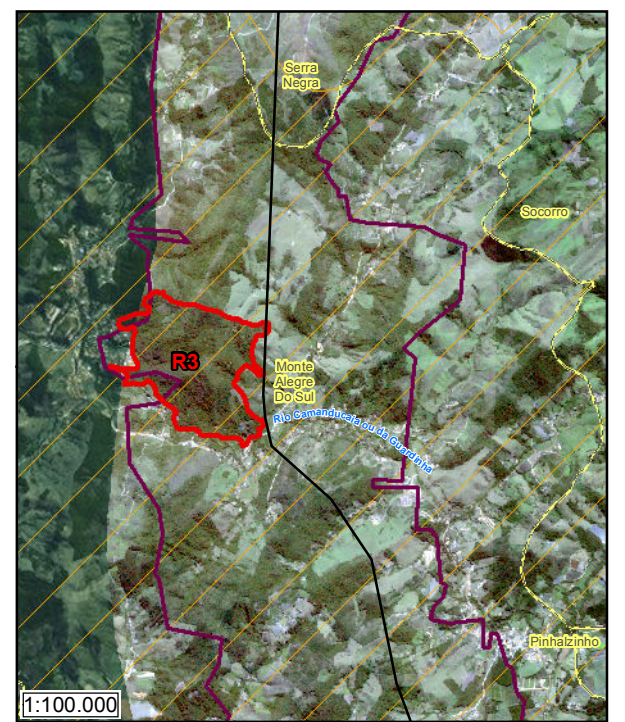 Serra
Negra
Socorro
R3
Monte
Alegre
Do Sul
Rio Camanducaia ou da Guardinha
Pinhalzinho
1:100.000